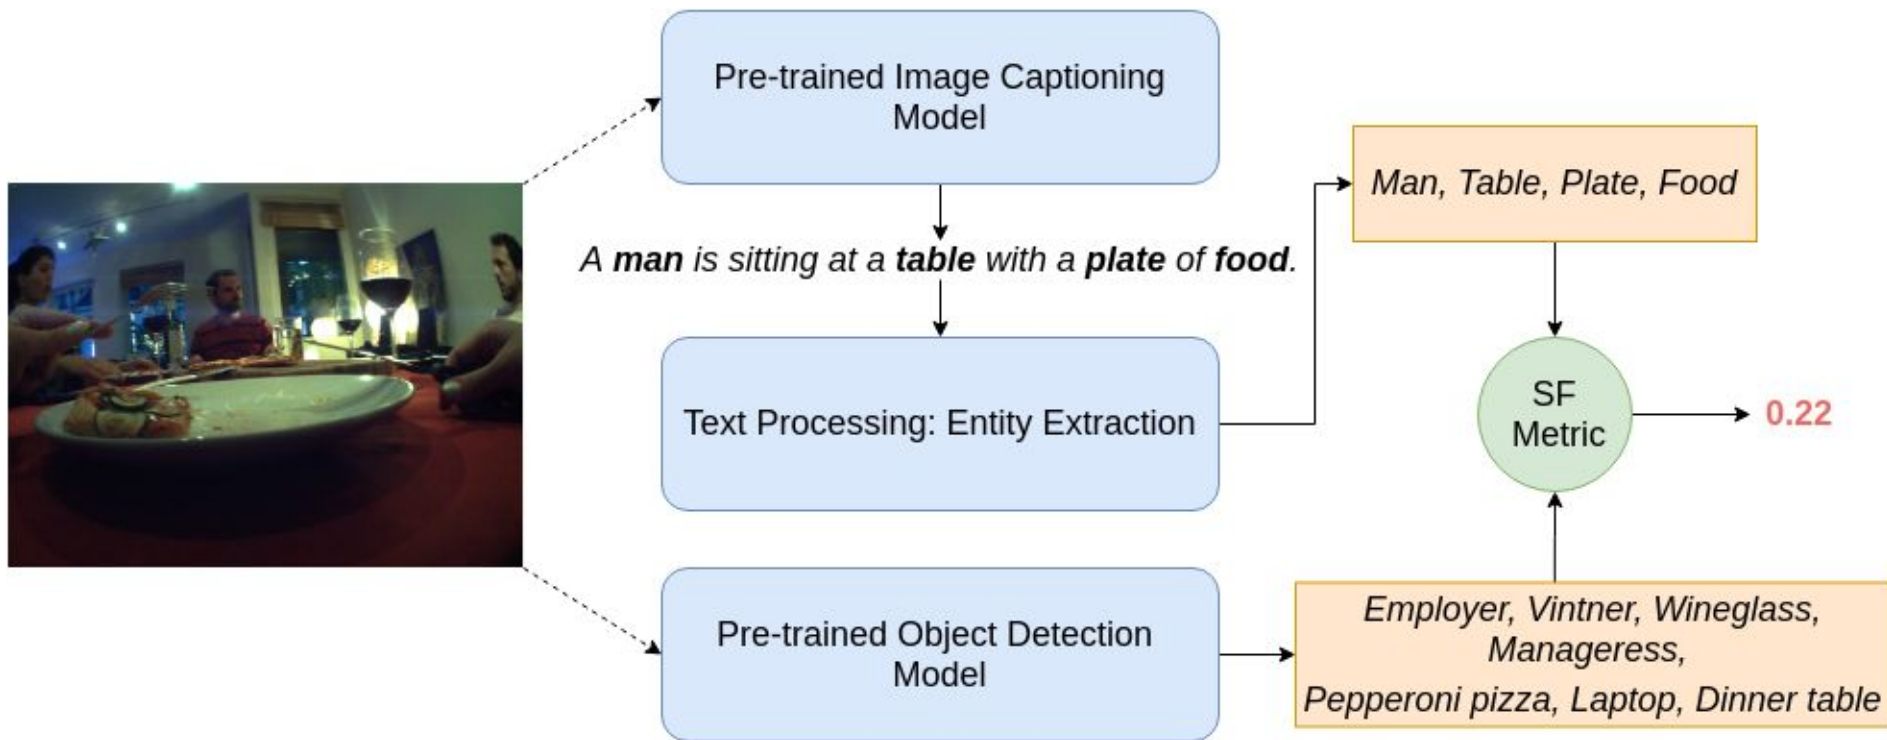 Pre-trained Image Captioning
Model
Man, Table, Plate, Food
A man is sitting at a table with a plate of food.
Text Processing: Entity Extraction
SF
Metric
0.22
Pre-trained Object Detection
Model
Employer, Vintner, Wineglass,
Manageress,
Pepperoni pizza, Laptop, Dinner table